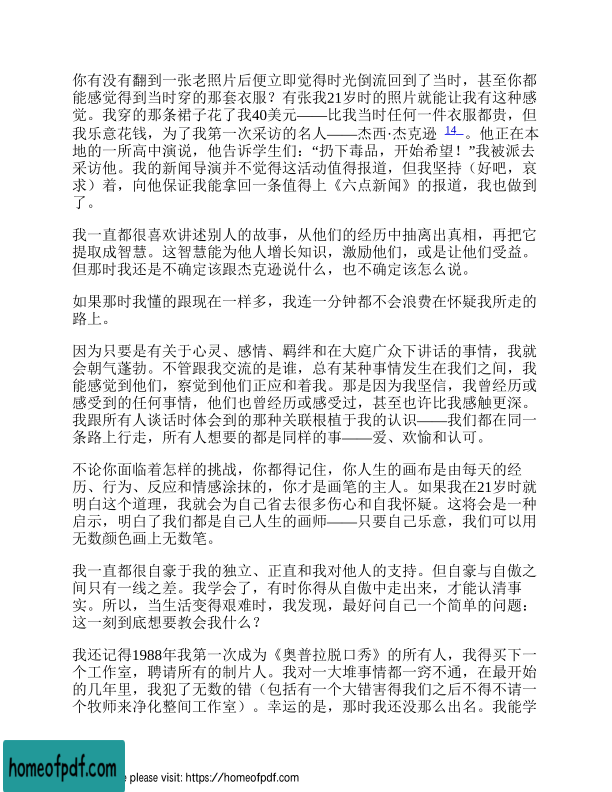 你有没有翻到一张老照片后便立即觉得时光倒流回到了当时，甚至你都
能感觉得到当时穿的那套衣服？有张我21岁时的照片就能让我有这种感
觉。我穿的那条裙子花了我40美元——比我当时任何一件衣服都贵，但
我乐意花钱，为了我第一次采访的名人——杰西·杰克逊 14 。他正在本
地的一所高中演说，他告诉学生们：“扔下毒品，开始希望！”我被派去
采访他。我的新闻导演并不觉得这活动值得报道，但我坚持（好吧，哀
求）着，向他保证我能拿回一条值得上《六点新闻》的报道，我也做到
了。
我一直都很喜欢讲述别人的故事，从他们的经历中抽离出真相，再把它
提取成智慧。这智慧能为他人增长知识，激励他们，或是让他们受益。
但那时我还是不确定该跟杰克逊说什么，也不确定该怎么说。
如果那时我懂的跟现在一样多，我连一分钟都不会浪费在怀疑我所走的
路上。
因为只要是有关于心灵、感情、羁绊和在大庭广众下讲话的事情，我就
会朝气蓬勃。不管跟我交流的是谁，总有某种事情发生在我们之间，我
能感觉到他们，察觉到他们正应和着我。那是因为我坚信，我曾经历或
感受到的任何事情，他们也曾经历或感受过，甚至也许比我感触更深。
我跟所有人谈话时体会到的那种关联根植于我的认识——我们都在同一
条路上行走，所有人想要的都是同样的事——爱、欢愉和认可。
不论你面临着怎样的挑战，你都得记住，你人生的画布是由每天的经
历、行为、反应和情感涂抹的，你才是画笔的主人。如果我在21岁时就
明白这个道理，我就会为自己省去很多伤心和自我怀疑。这将会是一种
启示，明白了我们都是自己人生的画师——只要自己乐意，我们可以用
无数颜色画上无数笔。
我一直都很自豪于我的独立、正直和我对他人的支持。但自豪与自傲之
间只有一线之差。我学会了，有时你得从自傲中走出来，才能认清事
实。所以，当生活变得艰难时，我发现，最好问自己一个简单的问题：
这一刻到底想要教会我什么？
我还记得1988年我第一次成为《奥普拉脱口秀》的所有人，我得买下一
个工作室，聘请所有的制片人。我对一大堆事情都一窍不通，在最开始
的几年里，我犯了无数的错（包括有一个大错害得我们之后不得不请一
个牧师来净化整间工作室）。幸运的是，那时我还没那么出名。我能学
homeofpdf.com
please visit: https://homeofpdf.com